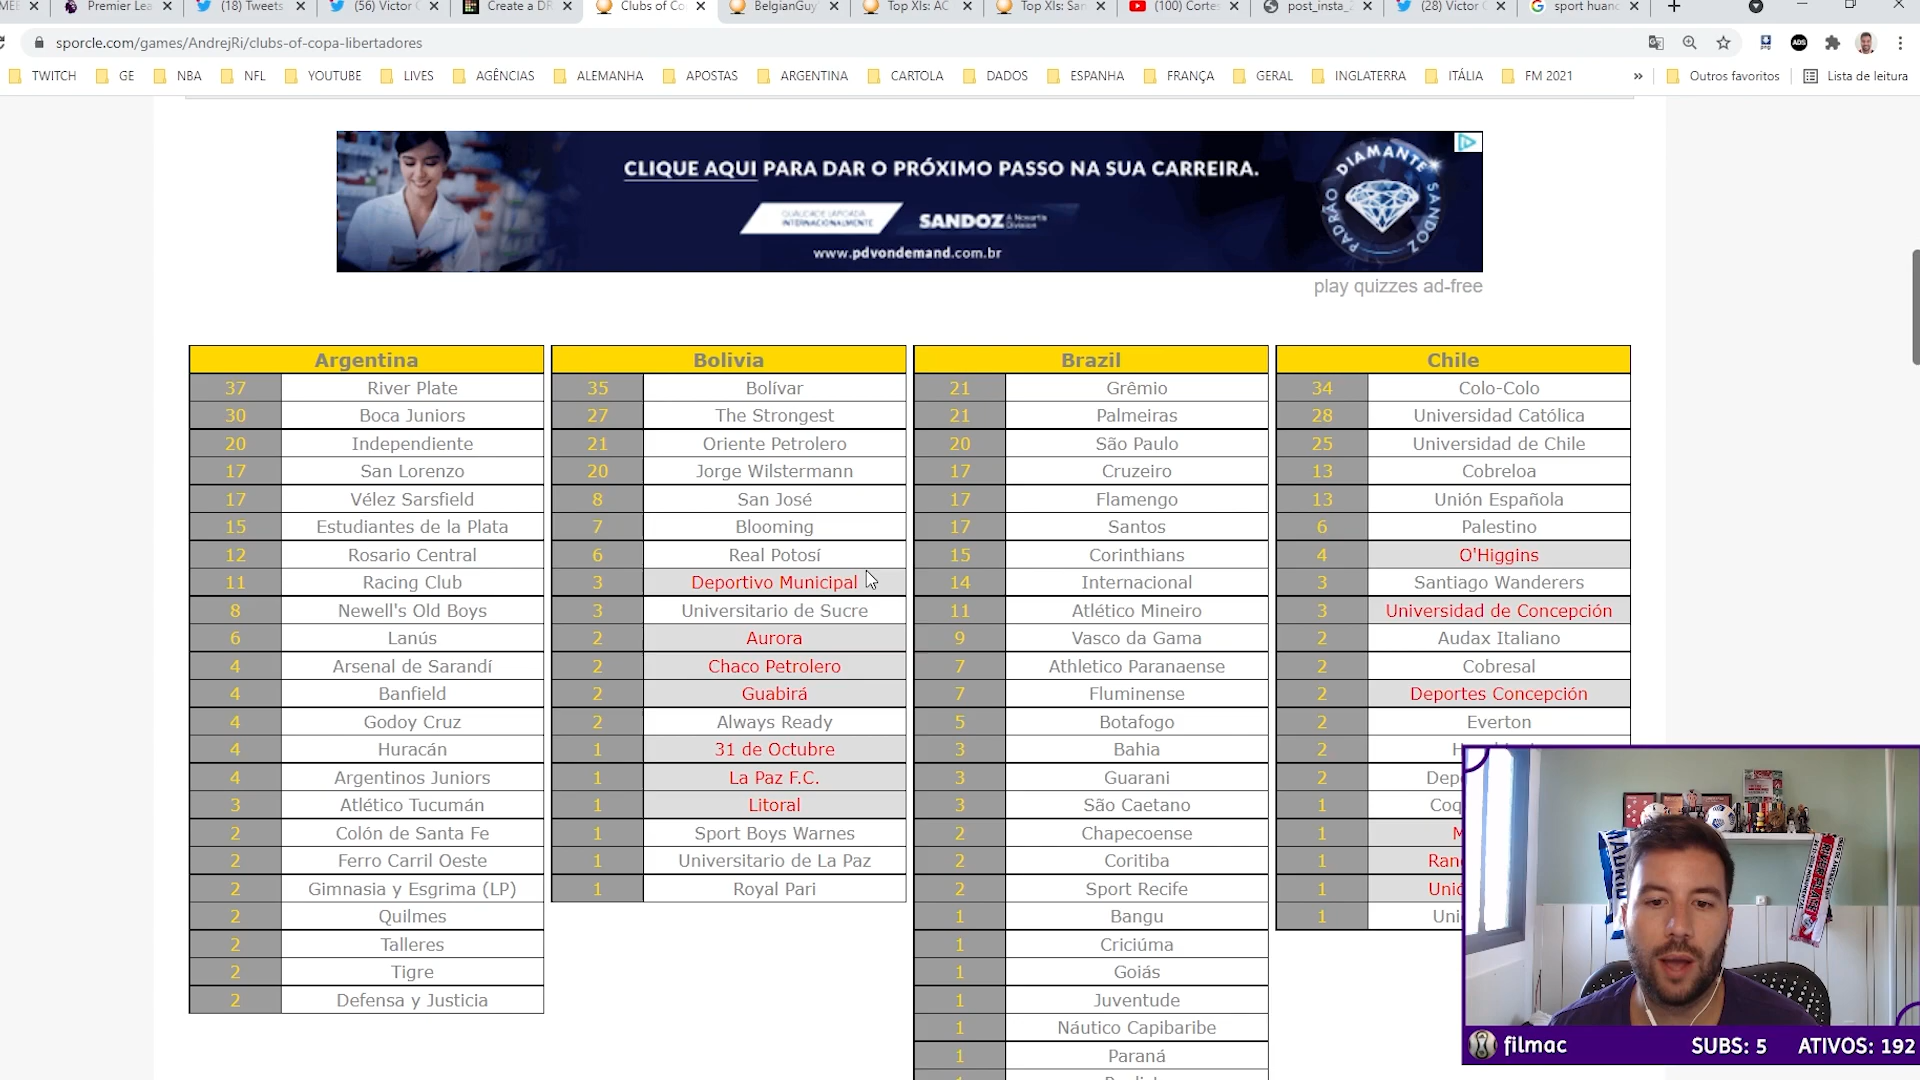 Premier Lea
(18) Tweets
(56) Victor
Create a DR
Clubs of Co
BelgianGuy
Top XIs: AC
Top XIs: San
(100) Cortes
post_insta_
(28) Victor
sport huanc
sporcle.com/games/AndrejRi/clubs-of-copa-libertadores
TWITCH GE NBA NFL YOUTUBE LIVES AGÊNCIAS ALEMANHA APOSTAS ARGENTINA CARTOLA DADOS ESPANHA FRANÇA GERAL INGLATERRA ITÁLIA FM 2021 » Outros favoritos Lista de leitura
CLIQUE AQUI PARA DAR O PRÓXIMO PASSO NA SUA CARREIRA.
QUALIDADE LAPIDADA
INTERNACIONALMENTE
SANDOZ A Novartis Division
www.pdvondemand.com.br
PADRÃO DIAMANTE SANDOZ
play quizzes ad-free
Argentina
37 River Plate
30 Boca Juniors
20 Independiente
17 San Lorenzo
17 Vélez Sarsfield
15 Estudiantes de la Plata
12 Rosario Central
11 Racing Club
8 Newell's Old Boys
6 Lanús
4 Arsenal de Sarandí
4 Banfield
4 Godoy Cruz
4 Huracán
4 Argentinos Juniors
3 Atlético Tucumán
2 Colón de Santa Fe
2 Ferro Carril Oeste
2 Gimnasia y Esgrima (LP)
2 Quilmes
2 Talleres
2 Tigre
2 Defensa y Justicia
Bolivia
35 Bolívar
27 The Strongest
21 Oriente Petrolero
20 Jorge Wilstermann
8 San José
7 Blooming
6 Real Potosí
3 Deportivo Municipal
3 Universitario de Sucre
2 Aurora
2 Chaco Petrolero
2 Guabirá
2 Always Ready
1 31 de Octubre
1 La Paz F.C.
1 Litoral
1 Sport Boys Warnes
1 Universitario de La Paz
1 Royal Pari
Brazil
21 Grêmio
21 Palmeiras
20 São Paulo
17 Cruzeiro
17 Flamengo
17 Santos
15 Corinthians
14 Internacional
11 Atlético Mineiro
9 Vasco da Gama
7 Athletico Paranaense
7 Fluminense
5 Botafogo
3 Bahia
3 Guarani
3 São Caetano
2 Chapecoense
2 Coritiba
2 Sport Recife
1 Bangu
1 Criciúma
1 Goiás
1 Juventude
1 Náutico Capibaribe
1 Paraná
Chile
34 Colo-Colo
28 Universidad Católica
25 Universidad de Chile
13 Cobreloa
13 Unión Española
6 Palestino
4 O'Higgins
3 Santiago Wanderers
3 Universidad de Concepción
2 Audax Italiano
2 Cobresal
2 Deportes Concepción
2 Everton
2 H
2 Dep
1 Coq
1 M
1 Ran
1 Unió
1 Uni
filmac SUBS: 5 ATIVOS: 192